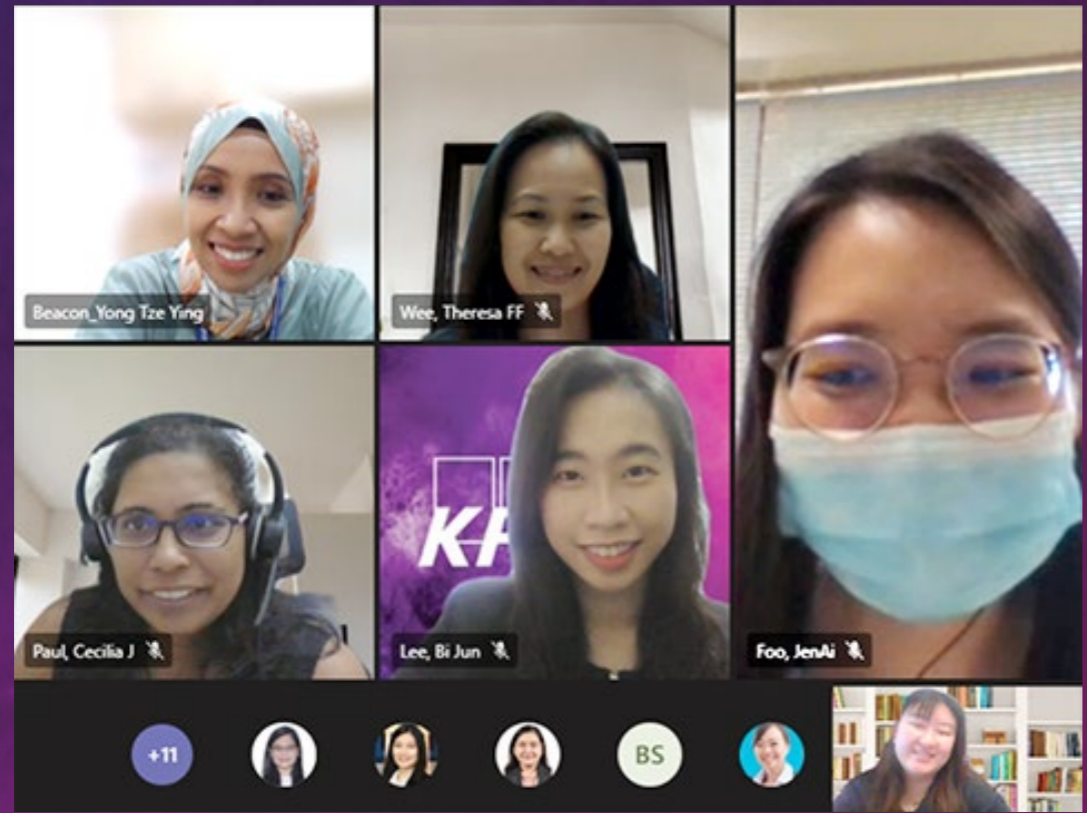 Beacon_Yong Tze Ying
Wee, Theresa FF
Paul, Cecilia J
Lee, Bi Jun
Foo, JenAi
+11
BS